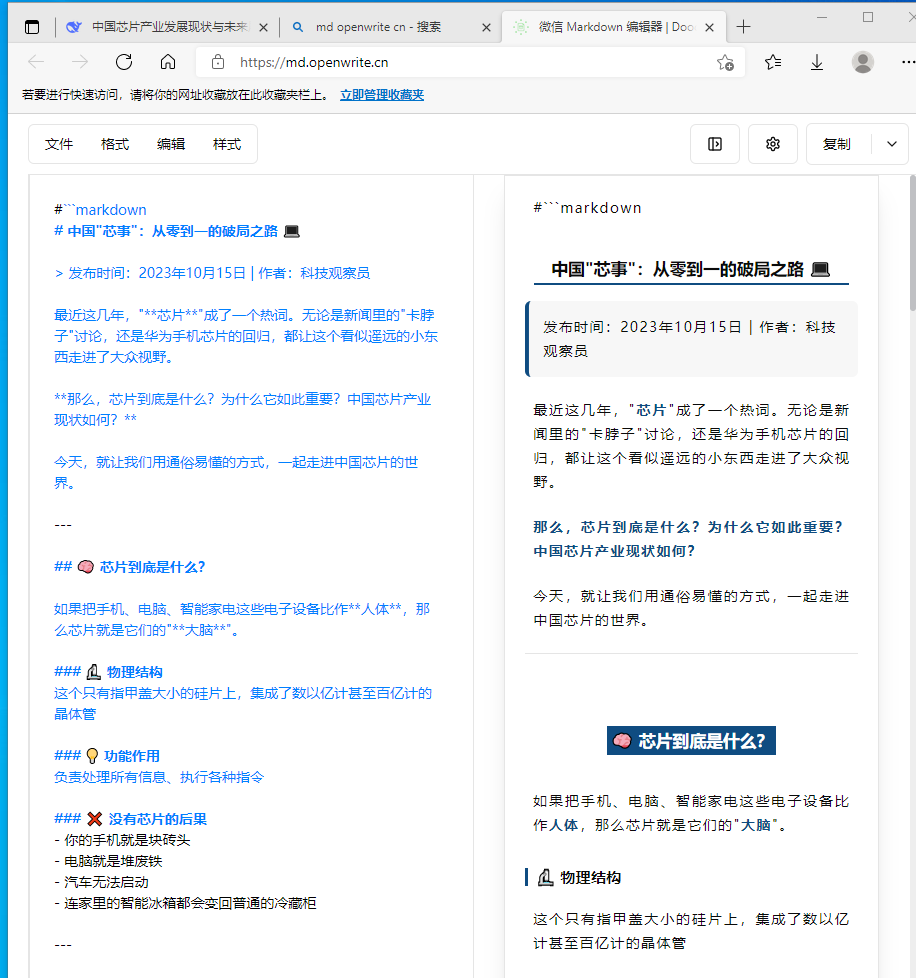 中国芯片产业发展现状与未来
md openwrite cn - 搜索
微信 Markdown 编辑器 | Doo
https://md.openwrite.cn
若要进行快速访问，请将你的网址收藏放在此收藏夹栏上。 立即管理收藏夹
文件 格式 编辑 样式
复制
#```markdown
# 中国"芯事"：从零到一的破局之路 💻
> 发布时间：2023年10月15日 | 作者：科技观察员
最近这几年，"**芯片**"成了一个热词。无论是新闻里的"卡脖
子"讨论，还是华为手机芯片的回归，都让这个看似遥远的小东
西走进了大众视野。
**那么，芯片到底是什么？为什么它如此重要？中国芯片产业
现状如何？**
今天，就让我们用通俗易懂的方式，一起走进中国芯片的世
界。
---
## 🧠 芯片到底是什么？
如果把手机、电脑、智能家电这些电子设备比作**人体**，那
么芯片就是它们的"**大脑**"。
### 🔬 物理结构
这个只有指甲盖大小的硅片上，集成了数以亿计甚至百亿计的
晶体管
### 💡 功能作用
负责处理所有信息、执行各种指令
### ❌ 没有芯片的后果
- 你的手机就是块砖头
- 电脑就是堆废铁
- 汽车无法启动
- 连家里的智能冰箱都会变回普通的冷藏柜
---
#```markdown
中国"芯事"：从零到一的破局之路 💻
发布时间：2023年10月15日 | 作者：科技
观察员
最近这几年，"芯片"成了一个热词。无论是新
闻里的"卡脖子"讨论，还是华为手机芯片的回
归，都让这个看似遥远的小东西走进了大众视
野。
那么，芯片到底是什么？为什么它如此重要？
中国芯片产业现状如何？
今天，就让我们用通俗易懂的方式，一起走进
中国芯片的世界。
🧠 芯片到底是什么？
如果把手机、电脑、智能家电这些电子设备比
作人体，那么芯片就是它们的"大脑"。
🔬 物理结构
这个只有指甲盖大小的硅片上，集成了数以亿
计甚至百亿计的晶体管